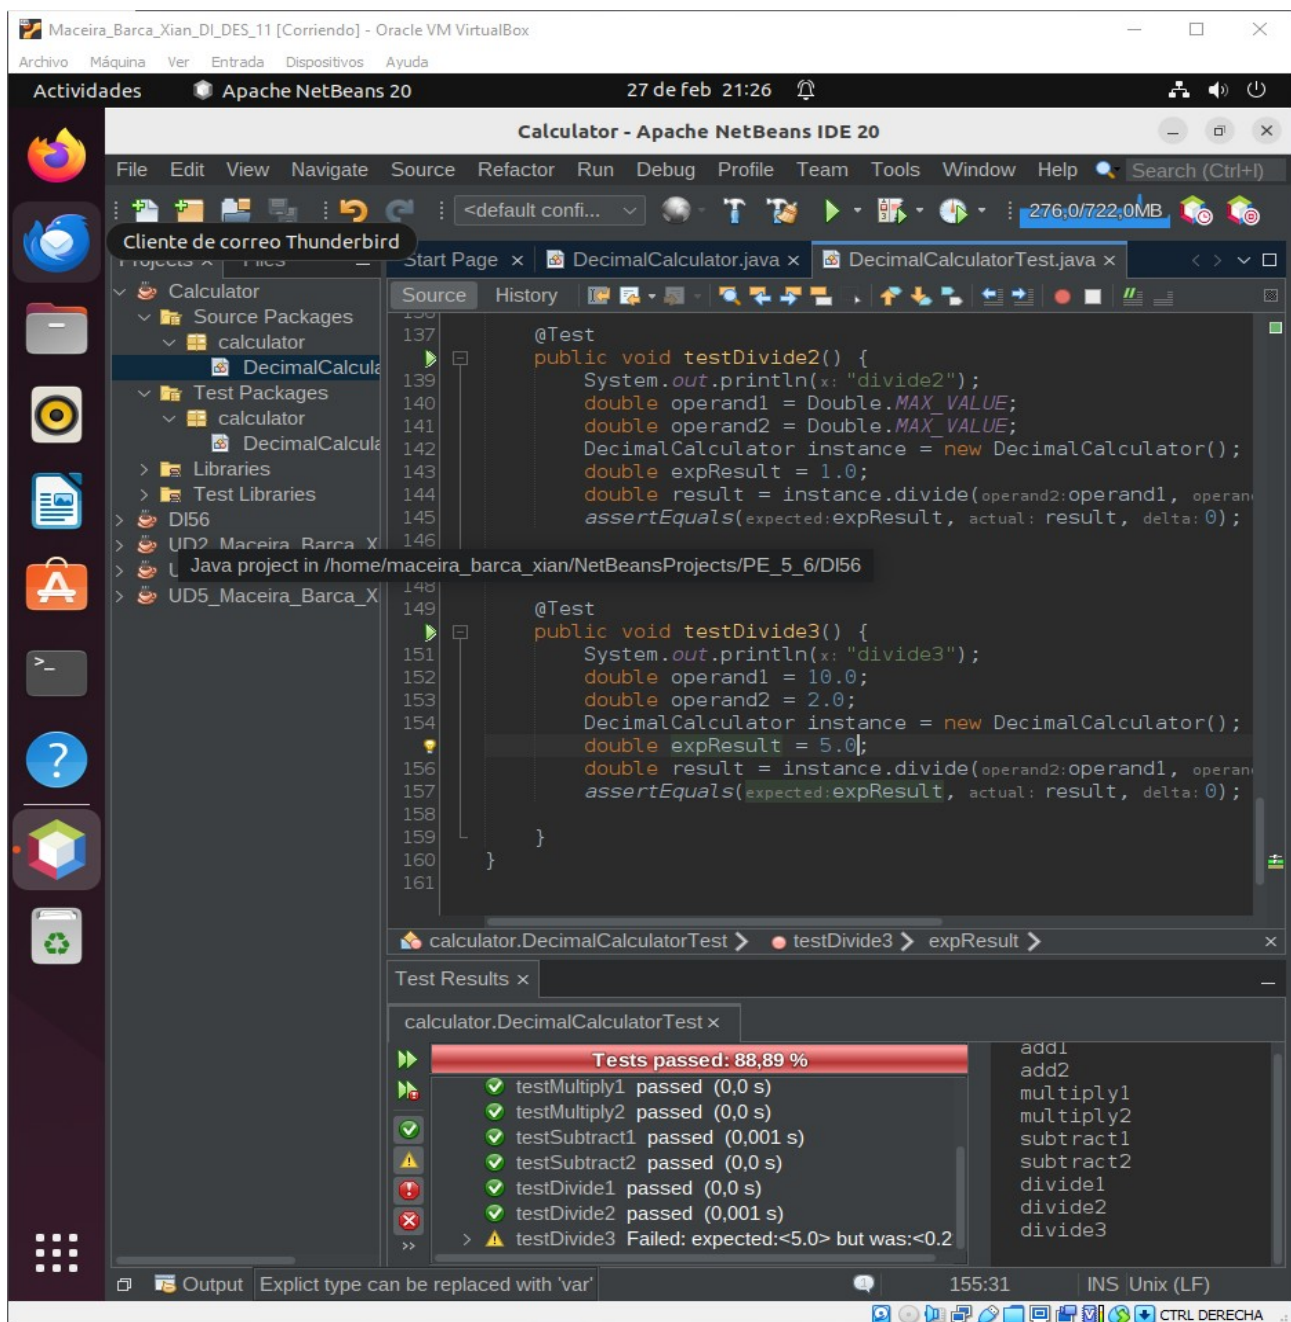 Maceira_Barca_Xian_DI_DES_11 [Corriendo] - Oracle VM VirtualBox
Archivo Máquina Ver Entrada Dispositivos Ayuda
Actividades Apache NetBeans 20 27 de feb 21:26
Calculator - Apache NetBeans IDE 20
File Edit View Navigate Source Refactor Run Debug Profile Team Tools Window Help Search (Ctrl+I)
<default confi... 276,0/722,0MB
Cliente de correo Thunderbird
Projects × Files Start Page × DecimalCalculator.java × DecimalCalculatorTest.java ×
Calculator
Source Packages
calculator
DecimalCalcula
Test Packages
calculator
DecimalCalcula
Libraries
Test Libraries
DI56
UD2_Maceira_Barca_X
Java project in /home/maceira_barca_xian/NetBeansProjects/PE_5_6/DI56
UD5_Maceira_Barca_X
Source History
136
137 @Test
public void testDivide2() {
139 System.out.println(x: "divide2");
140 double operand1 = Double.MAX_VALUE;
141 double operand2 = Double.MAX_VALUE;
142 DecimalCalculator instance = new DecimalCalculator();
143 double expResult = 1.0;
144 double result = instance.divide(operand2:operand1, operan
145 assertEquals(expected:expResult, actual: result, delta: 0);
146
148
149 @Test
public void testDivide3() {
151 System.out.println(x: "divide3");
152 double operand1 = 10.0;
153 double operand2 = 2.0;
154 DecimalCalculator instance = new DecimalCalculator();
double expResult = 5.0;
156 double result = instance.divide(operand2:operand1, operan
157 assertEquals(expected:expResult, actual: result, delta: 0);
158
159 }
160 }
161
calculator.DecimalCalculatorTest testDivide3 expResult ×
Test Results ×
calculator.DecimalCalculatorTest ×
Tests passed: 88,89 %
testMultiply1 passed (0,0 s)
testMultiply2 passed (0,0 s)
testSubtract1 passed (0,001 s)
testSubtract2 passed (0,0 s)
testDivide1 passed (0,0 s)
testDivide2 passed (0,001 s)
testDivide3 Failed: expected:<5.0> but was:<0.2
add1
add2
multiply1
multiply2
subtract1
subtract2
divide1
divide2
divide3
Output Explict type can be replaced with 'var' 155:31 INS Unix (LF)
CTRL DERECHA